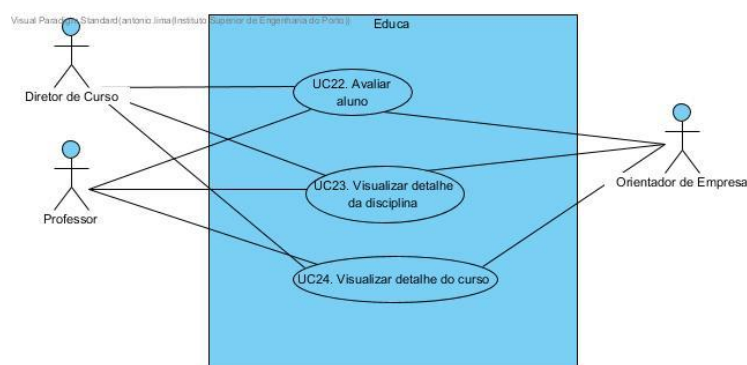 Visual Paradigm Standard(antonio.lima(Instituto Superior de Engenharia do Porto))
Educa
Diretor de Curso
UC22. Avaliar
aluno
Professor
UC23. Visualizar detalhe
da disciplina
Orientador de Empresa
UC24. Visualizar detalhe do curso